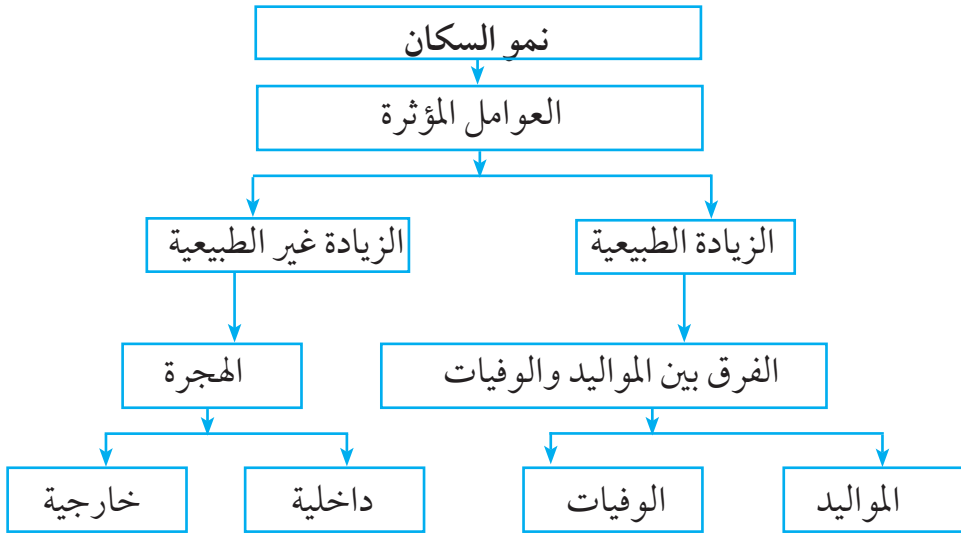 نمو السكان
العوامل المؤثرة
الزيادة الطبيعية
الزيادة غير الطبيعية
الفرق بين المواليد والوفيات
الهجرة
المواليد
الوفيات
داخلية
خارجية